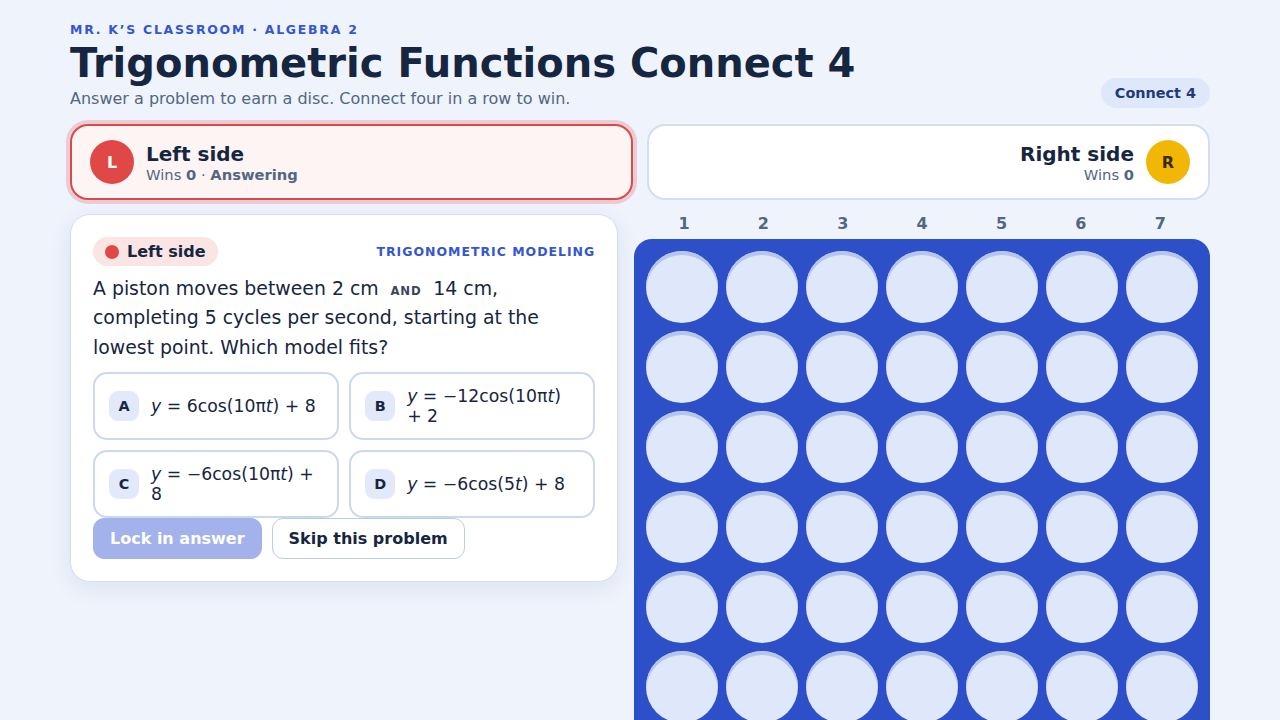 MR. K’S CLASSROOM · ALGEBRA 2
Trigonometric Functions Connect 4
Answer a problem to earn a disc. Connect four in a row to win.
Connect 4
L
Left side
Wins 0 · Answering
Right side
Wins 0
R
Left side
TRIGONOMETRIC MODELING
A piston moves between 2 cm AND 14 cm,
completing 5 cycles per second, starting at the
lowest point. Which model fits?
A
y = 6cos(10πt) + 8
B
y = −12cos(10πt)
+ 2
C
y = −6cos(10πt) +
8
D
y = −6cos(5t) + 8
Lock in answer
Skip this problem
1 2 3 4 5 6 7